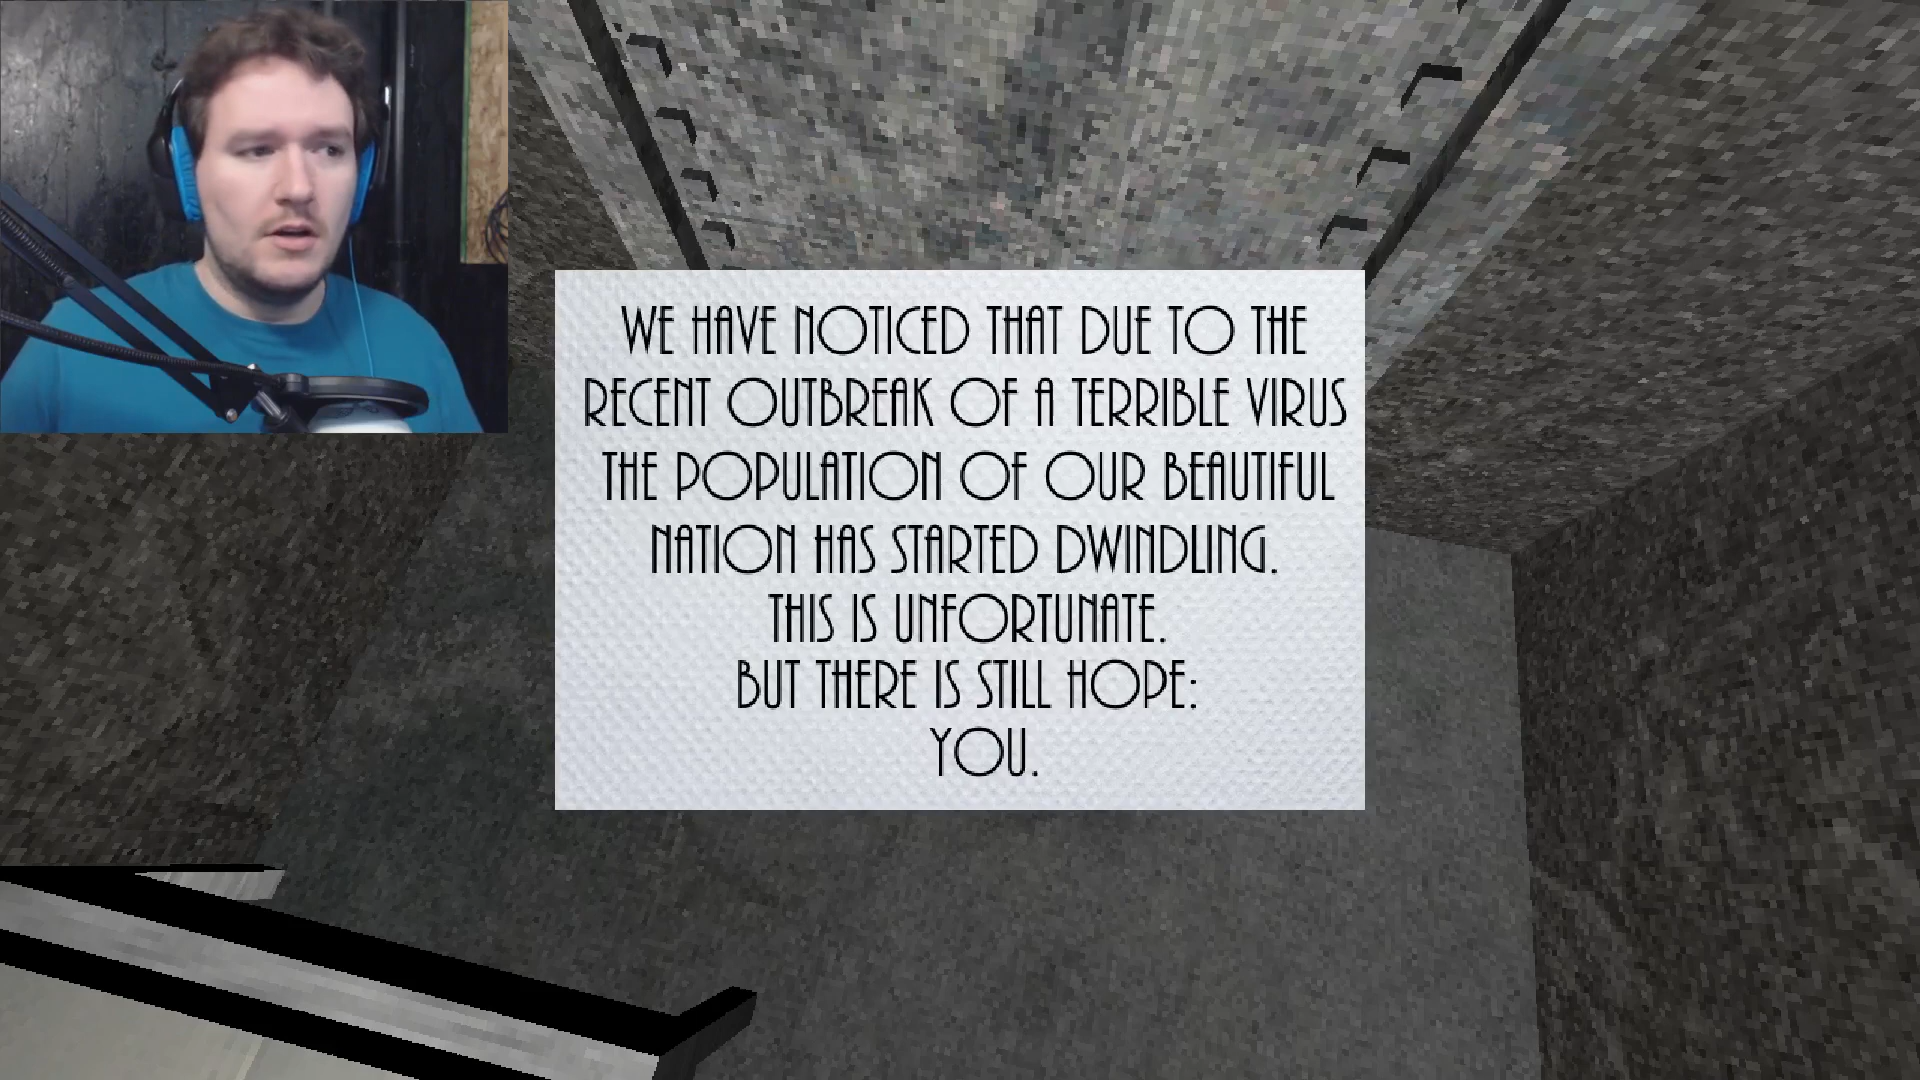 WE HAVE NOTICED THAT DUE TO THE
RECENT OUTBREAK OF A TERRIBLE VIRUS
THE POPULATION OF OUR BEAUTIFUL
NATION HAS STARTED DWINDLING.
THIS IS UNFORTUNATE.
BUT THERE IS STILL HOPE:
YOU.